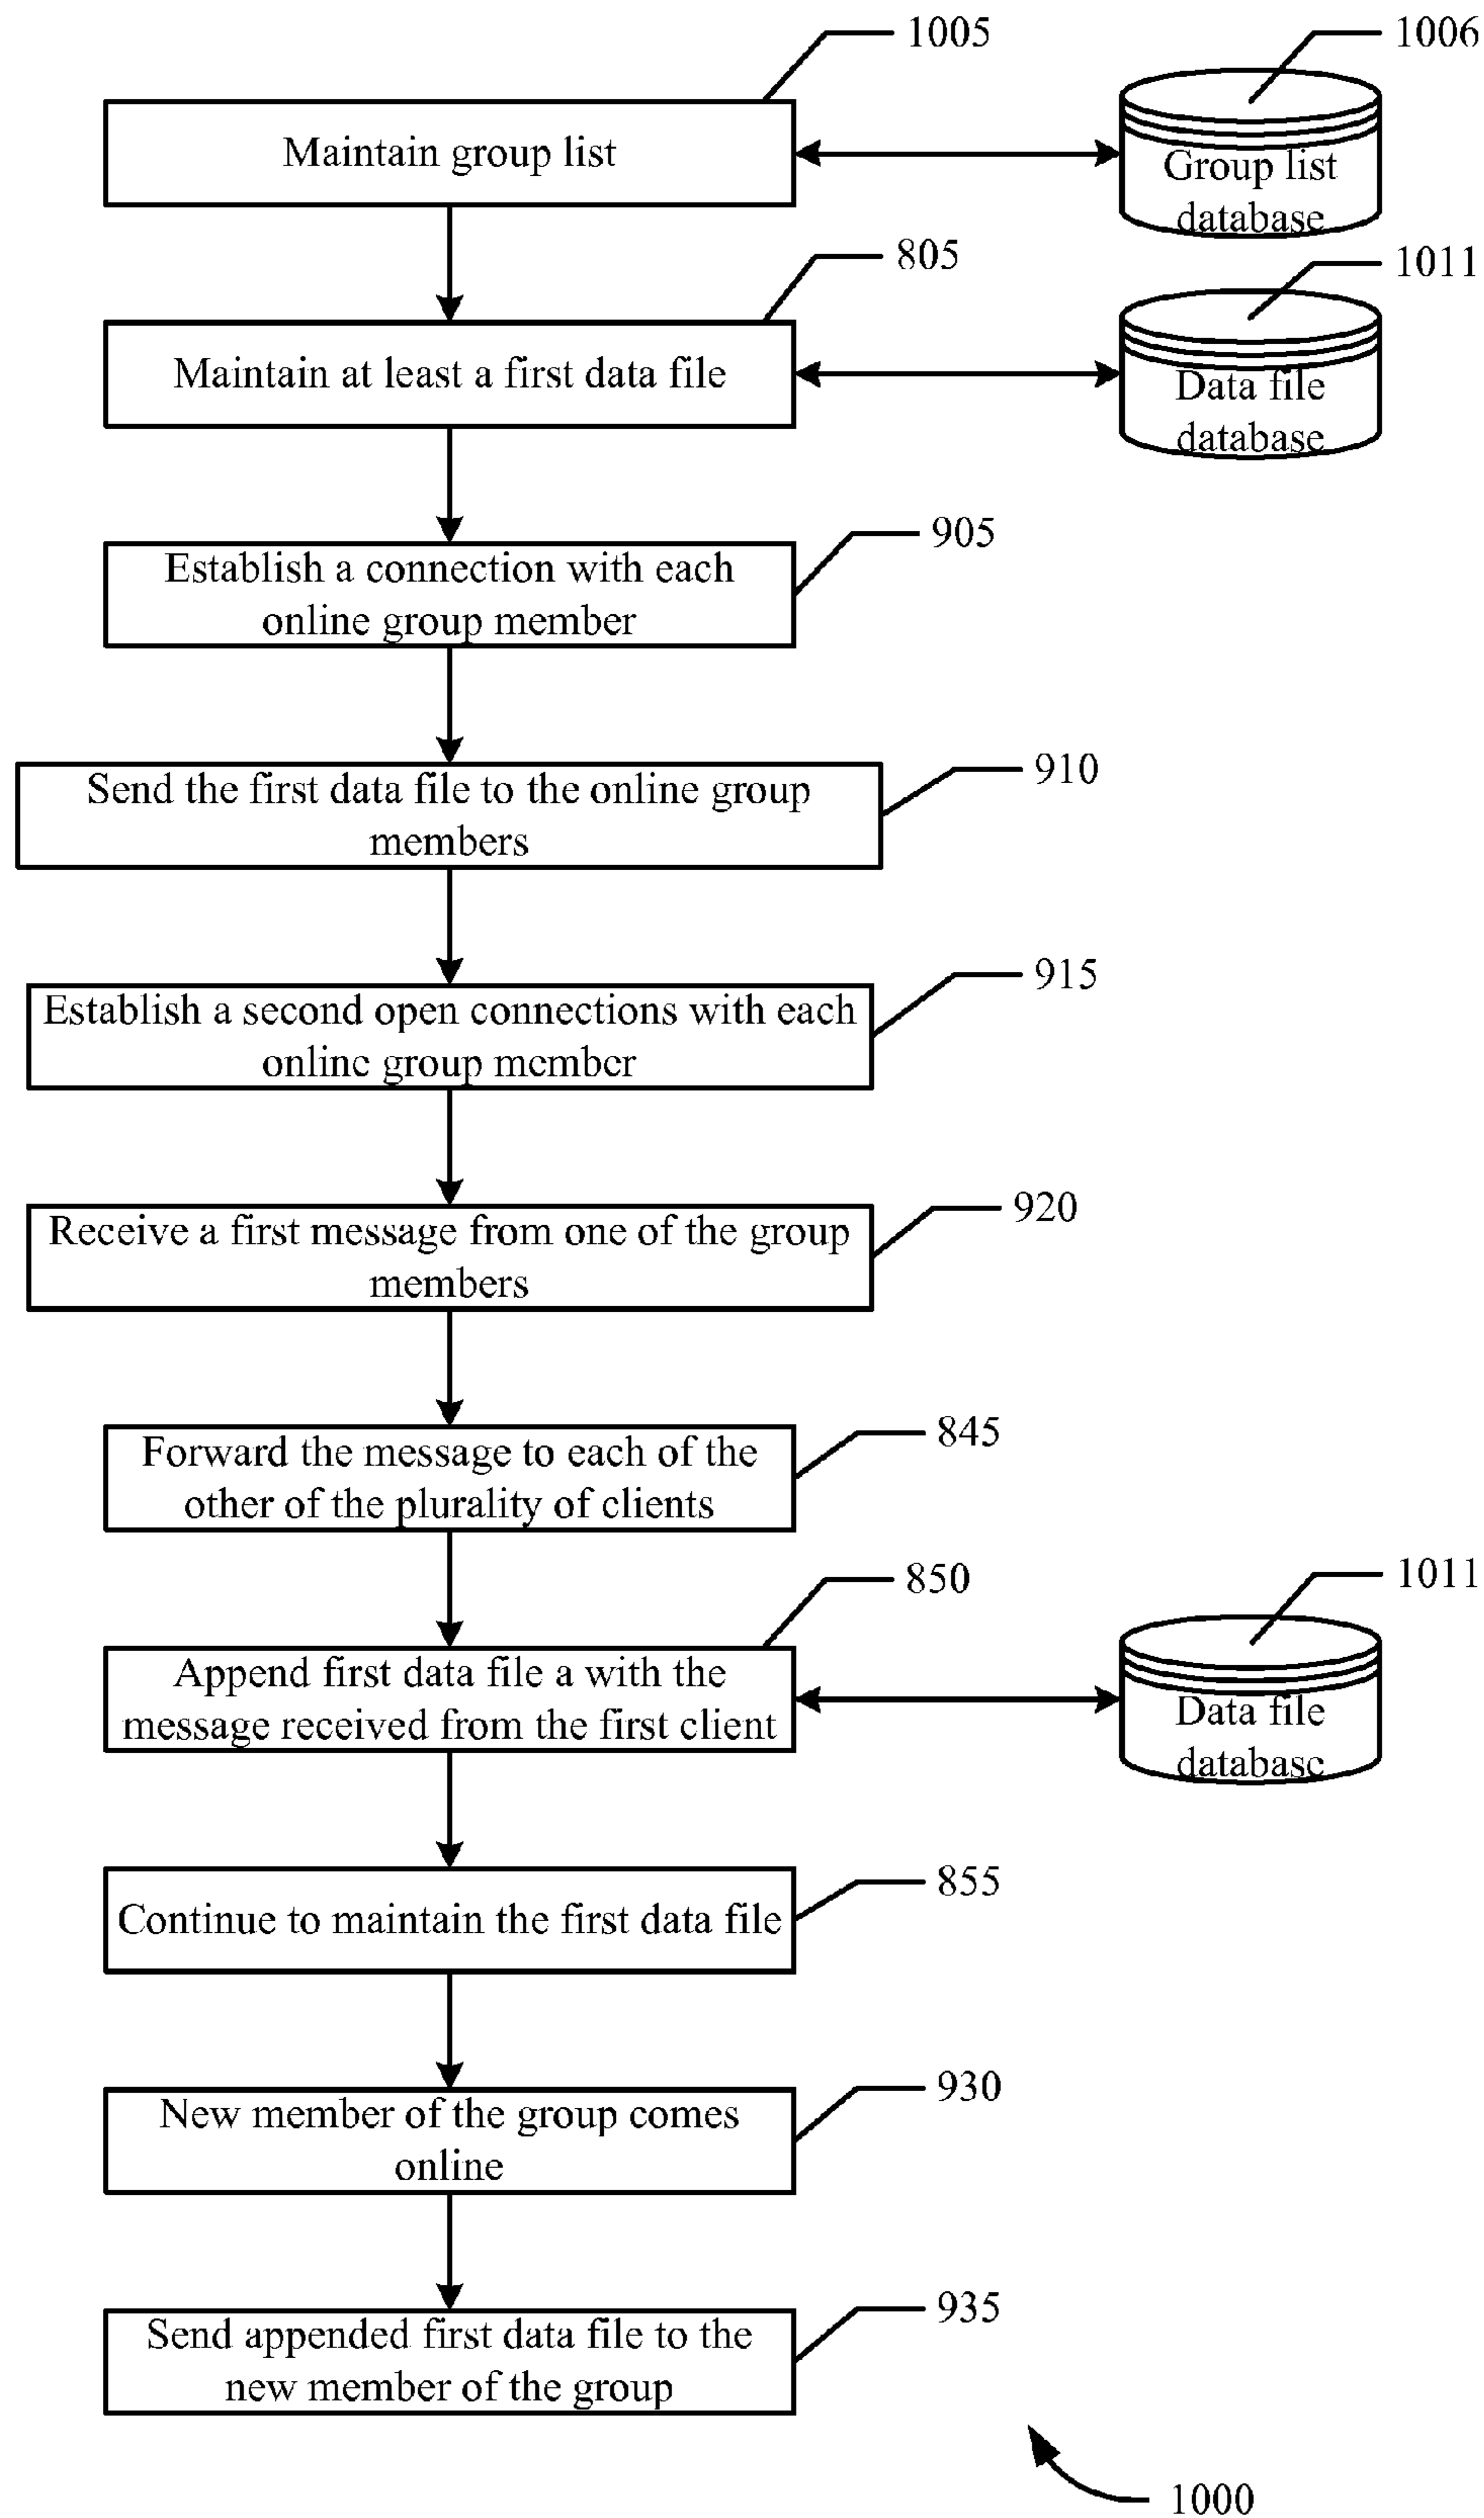 1005
1006
Maintain group list
Group list
database
805
1011
Maintain at least a first data file
Data file
database
905
Establish a connection with each
online group member
910
Send the first data file to the online group
members
915
Establish a second open connections with each
online group member
920
Receive a first message from one of the group
members
845
Forward the message to each of the
other of the plurality of clients
850
1011
Append first data file a with the
message received from the first client
Data file
database
855
Continue to maintain the first data file
930
New member of the group comes
online
935
Send appended first data file to the
new member of the group
1000